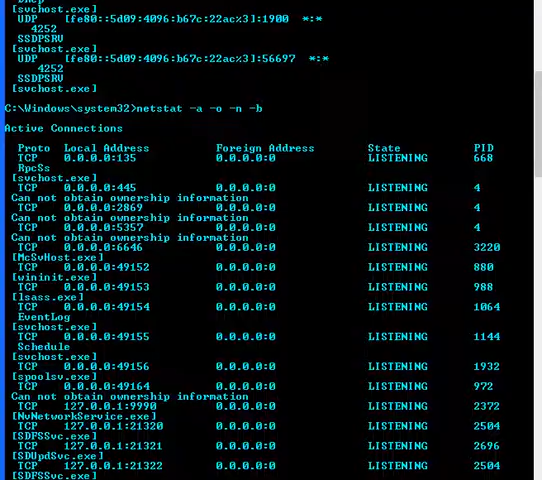 [svchost.exe]
UDP [fe80::5d09:4096:b67c:22ac%3]:1900 *:*
4252
SSDPSRV
[svchost.exe]
UDP [fe80::5d09:4096:b67c:22ac%3]:56697 *:*
4252
SSDPSRV
[svchost.exe]
C:\Windows\system32>netstat -a -o -n -b
Active Connections
Proto Local Address Foreign Address State PID
TCP 0.0.0.0:135 0.0.0.0:0 LISTENING 668
RpcSs
[svchost.exe]
TCP 0.0.0.0:445 0.0.0.0:0 LISTENING 4
Can not obtain ownership information
TCP 0.0.0.0:2869 0.0.0.0:0 LISTENING 4
Can not obtain ownership information
TCP 0.0.0.0:5357 0.0.0.0:0 LISTENING 4
Can not obtain ownership information
TCP 0.0.0.0:6646 0.0.0.0:0 LISTENING 3220
[McSvHost.exe]
TCP 0.0.0.0:49152 0.0.0.0:0 LISTENING 880
[wininit.exe]
TCP 0.0.0.0:49153 0.0.0.0:0 LISTENING 988
[lsass.exe]
TCP 0.0.0.0:49154 0.0.0.0:0 LISTENING 1064
EventLog
[svchost.exe]
TCP 0.0.0.0:49155 0.0.0.0:0 LISTENING 1144
Schedule
[svchost.exe]
TCP 0.0.0.0:49156 0.0.0.0:0 LISTENING 1932
[spoolsv.exe]
TCP 0.0.0.0:49164 0.0.0.0:0 LISTENING 972
Can not obtain ownership information
TCP 127.0.0.1:9990 0.0.0.0:0 LISTENING 2372
[NvNetworkService.exe]
TCP 127.0.0.1:21320 0.0.0.0:0 LISTENING 2504
[SDFSSvc.exe]
TCP 127.0.0.1:21321 0.0.0.0:0 LISTENING 2696
[SDUpdSvc.exe]
TCP 127.0.0.1:21322 0.0.0.0:0 LISTENING 2504
[SDFSSvc.exe]